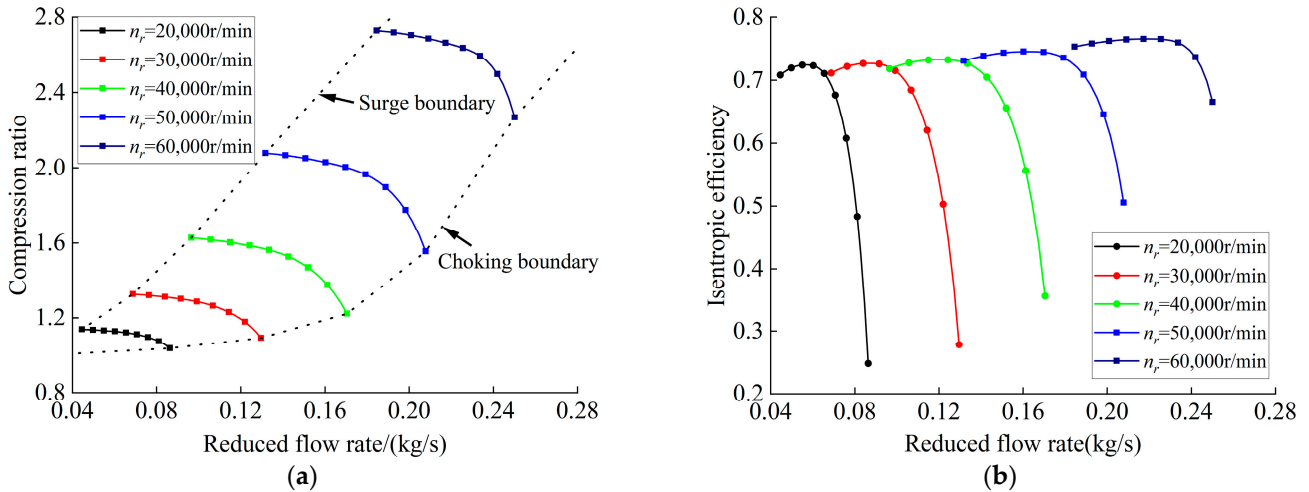 2.8
2.4
2.0
1.6
1.2
0.8
Compression ratio
nr=20,000r/min
nr=30,000r/min
nr=40,000r/min
nr=50,000r/min
nr=60,000r/min
Surge boundary
Choking boundary
0.04 0.08 0.12 0.16 0.20 0.24 0.28
Reduced flow rate/(kg/s)
(a)
0.8
0.7
0.6
0.5
0.4
0.3
0.2
Isentropic efficiency
nr=20,000r/min
nr=30,000r/min
nr=40,000r/min
nr=50,000r/min
nr=60,000r/min
0.04 0.08 0.12 0.16 0.20 0.24 0.28
Reduced flow rate(kg/s)
(b)